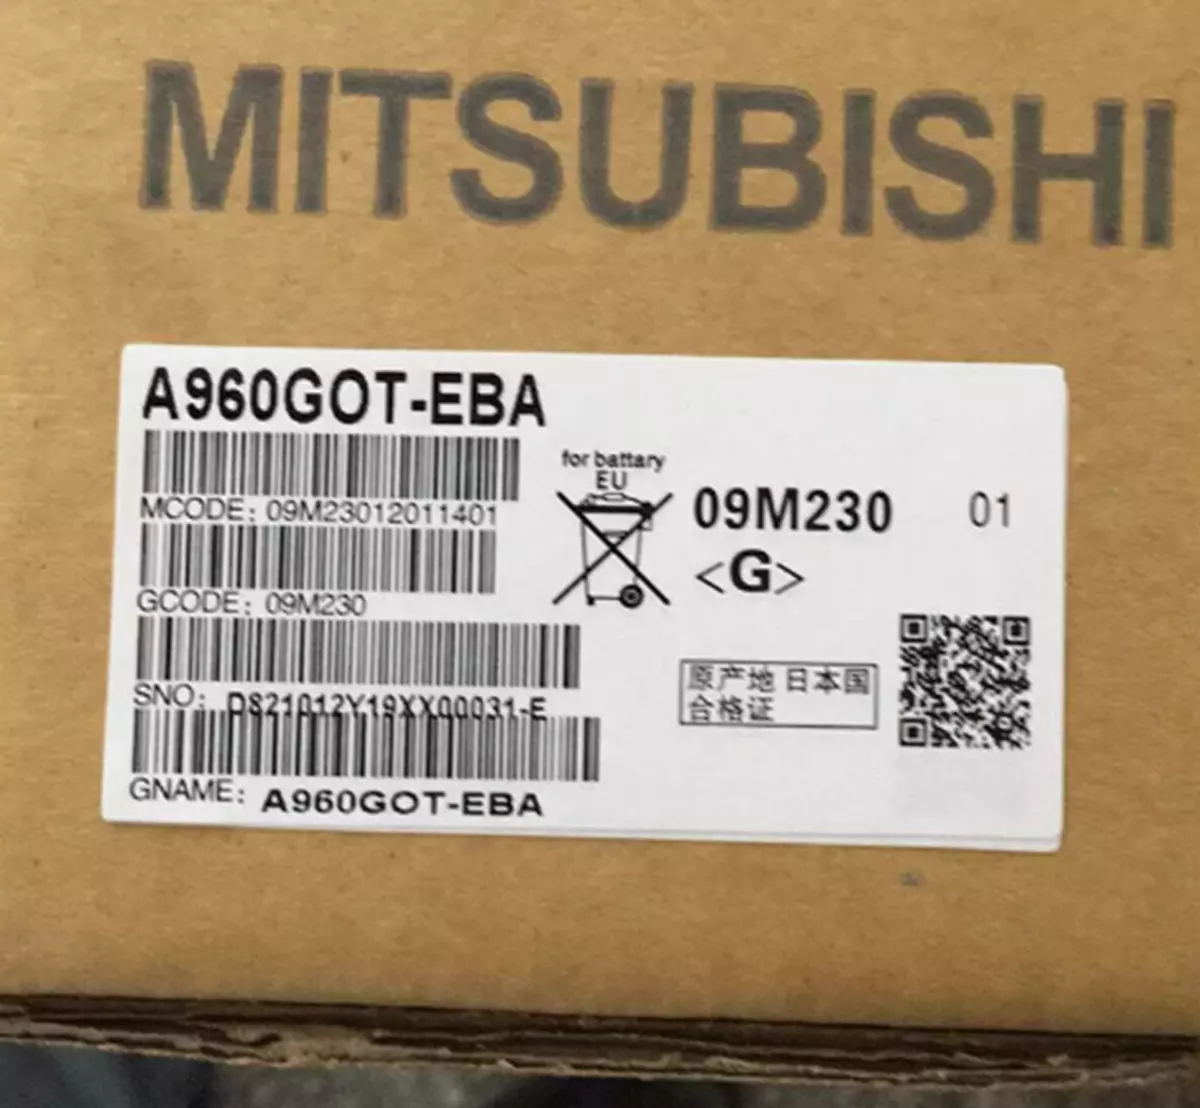 MITSUBISHI
A960GOT-EBA
MCODE: 09M23012011401
GCODE: 09M230
SNO: D821012Y19XX00031-E
GNAME: A960GOT-EBA
for battary
EU
09M230 01
<G>
原产地 日本国
合格证